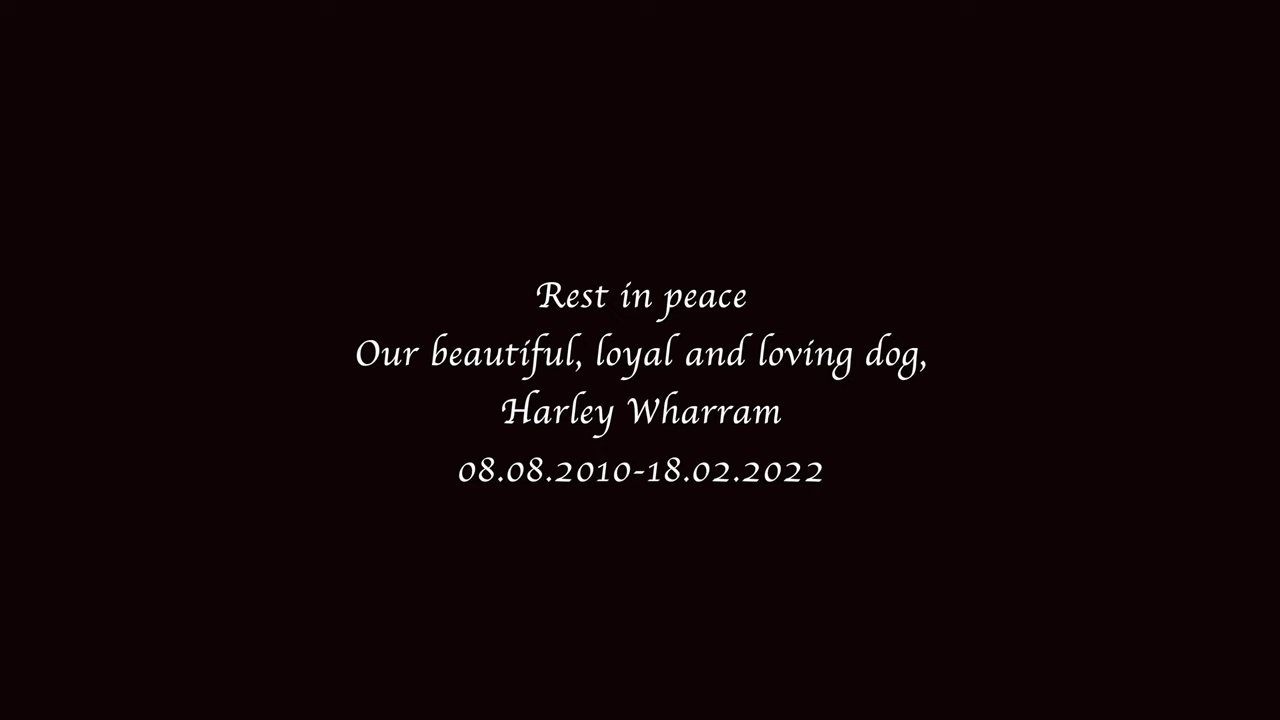 Rest in peace
Our beautiful, loyal and loving dog,
Harley Wharram
08.08.2010-18.02.2022